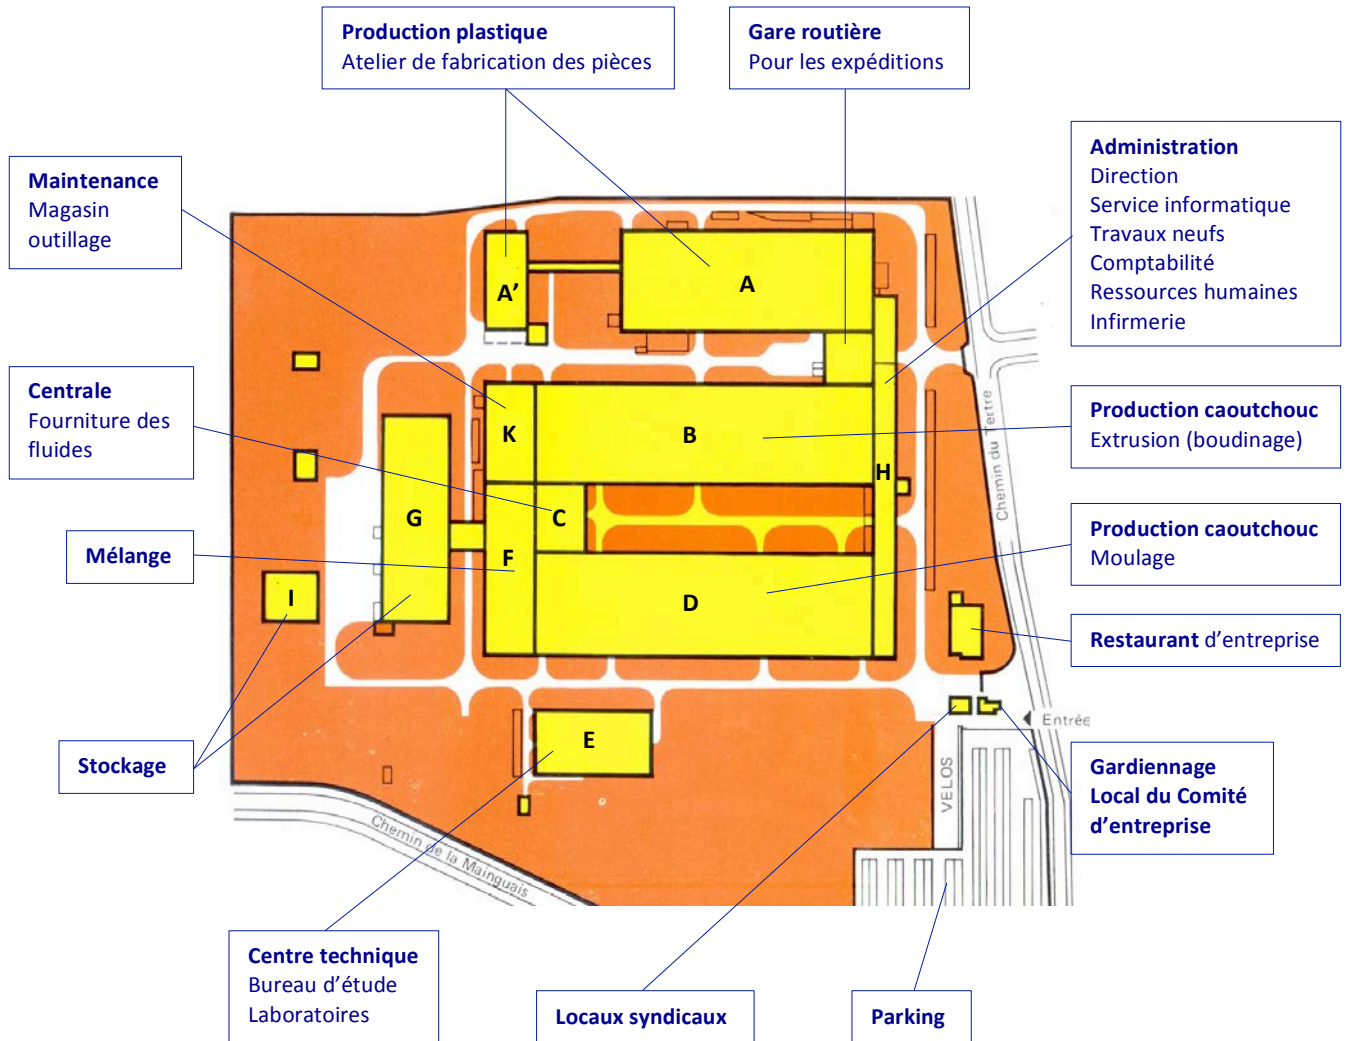 Production plastique
Atelier de fabrication des pièces
Gare routière
Pour les expéditions
Administration
Direction
Service informatique
Travaux neufs
Comptabilité
Ressources humaines
Infirmerie
Maintenance
Magasin
outillage
A'
A
Centrale
Fourniture des
fluides
Production caoutchouc
Extrusion (boudinage)
K
B
H
Chemin du Tertre
G
C
F
Mélange
Production caoutchouc
Moulage
I
D
Restaurant d'entreprise
Entrée
Stockage
E
VELOS
Gardiennage
Local du Comité
d'entreprise
Chemin de la Mainguais
Centre technique
Bureau d'étude
Laboratoires
Locaux syndicaux
Parking